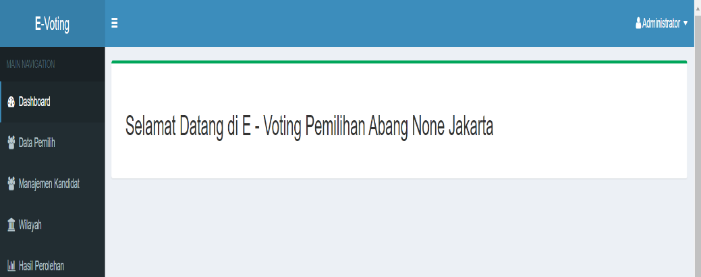 E-Voting
Administrator
MAIN NAVIGATION
Dashboard
Data Pemilih
Manajemen Kandidat
Wilayah
Hasil Perolehan
Selamat Datang di E - Voting Pemilihan Abang None Jakarta